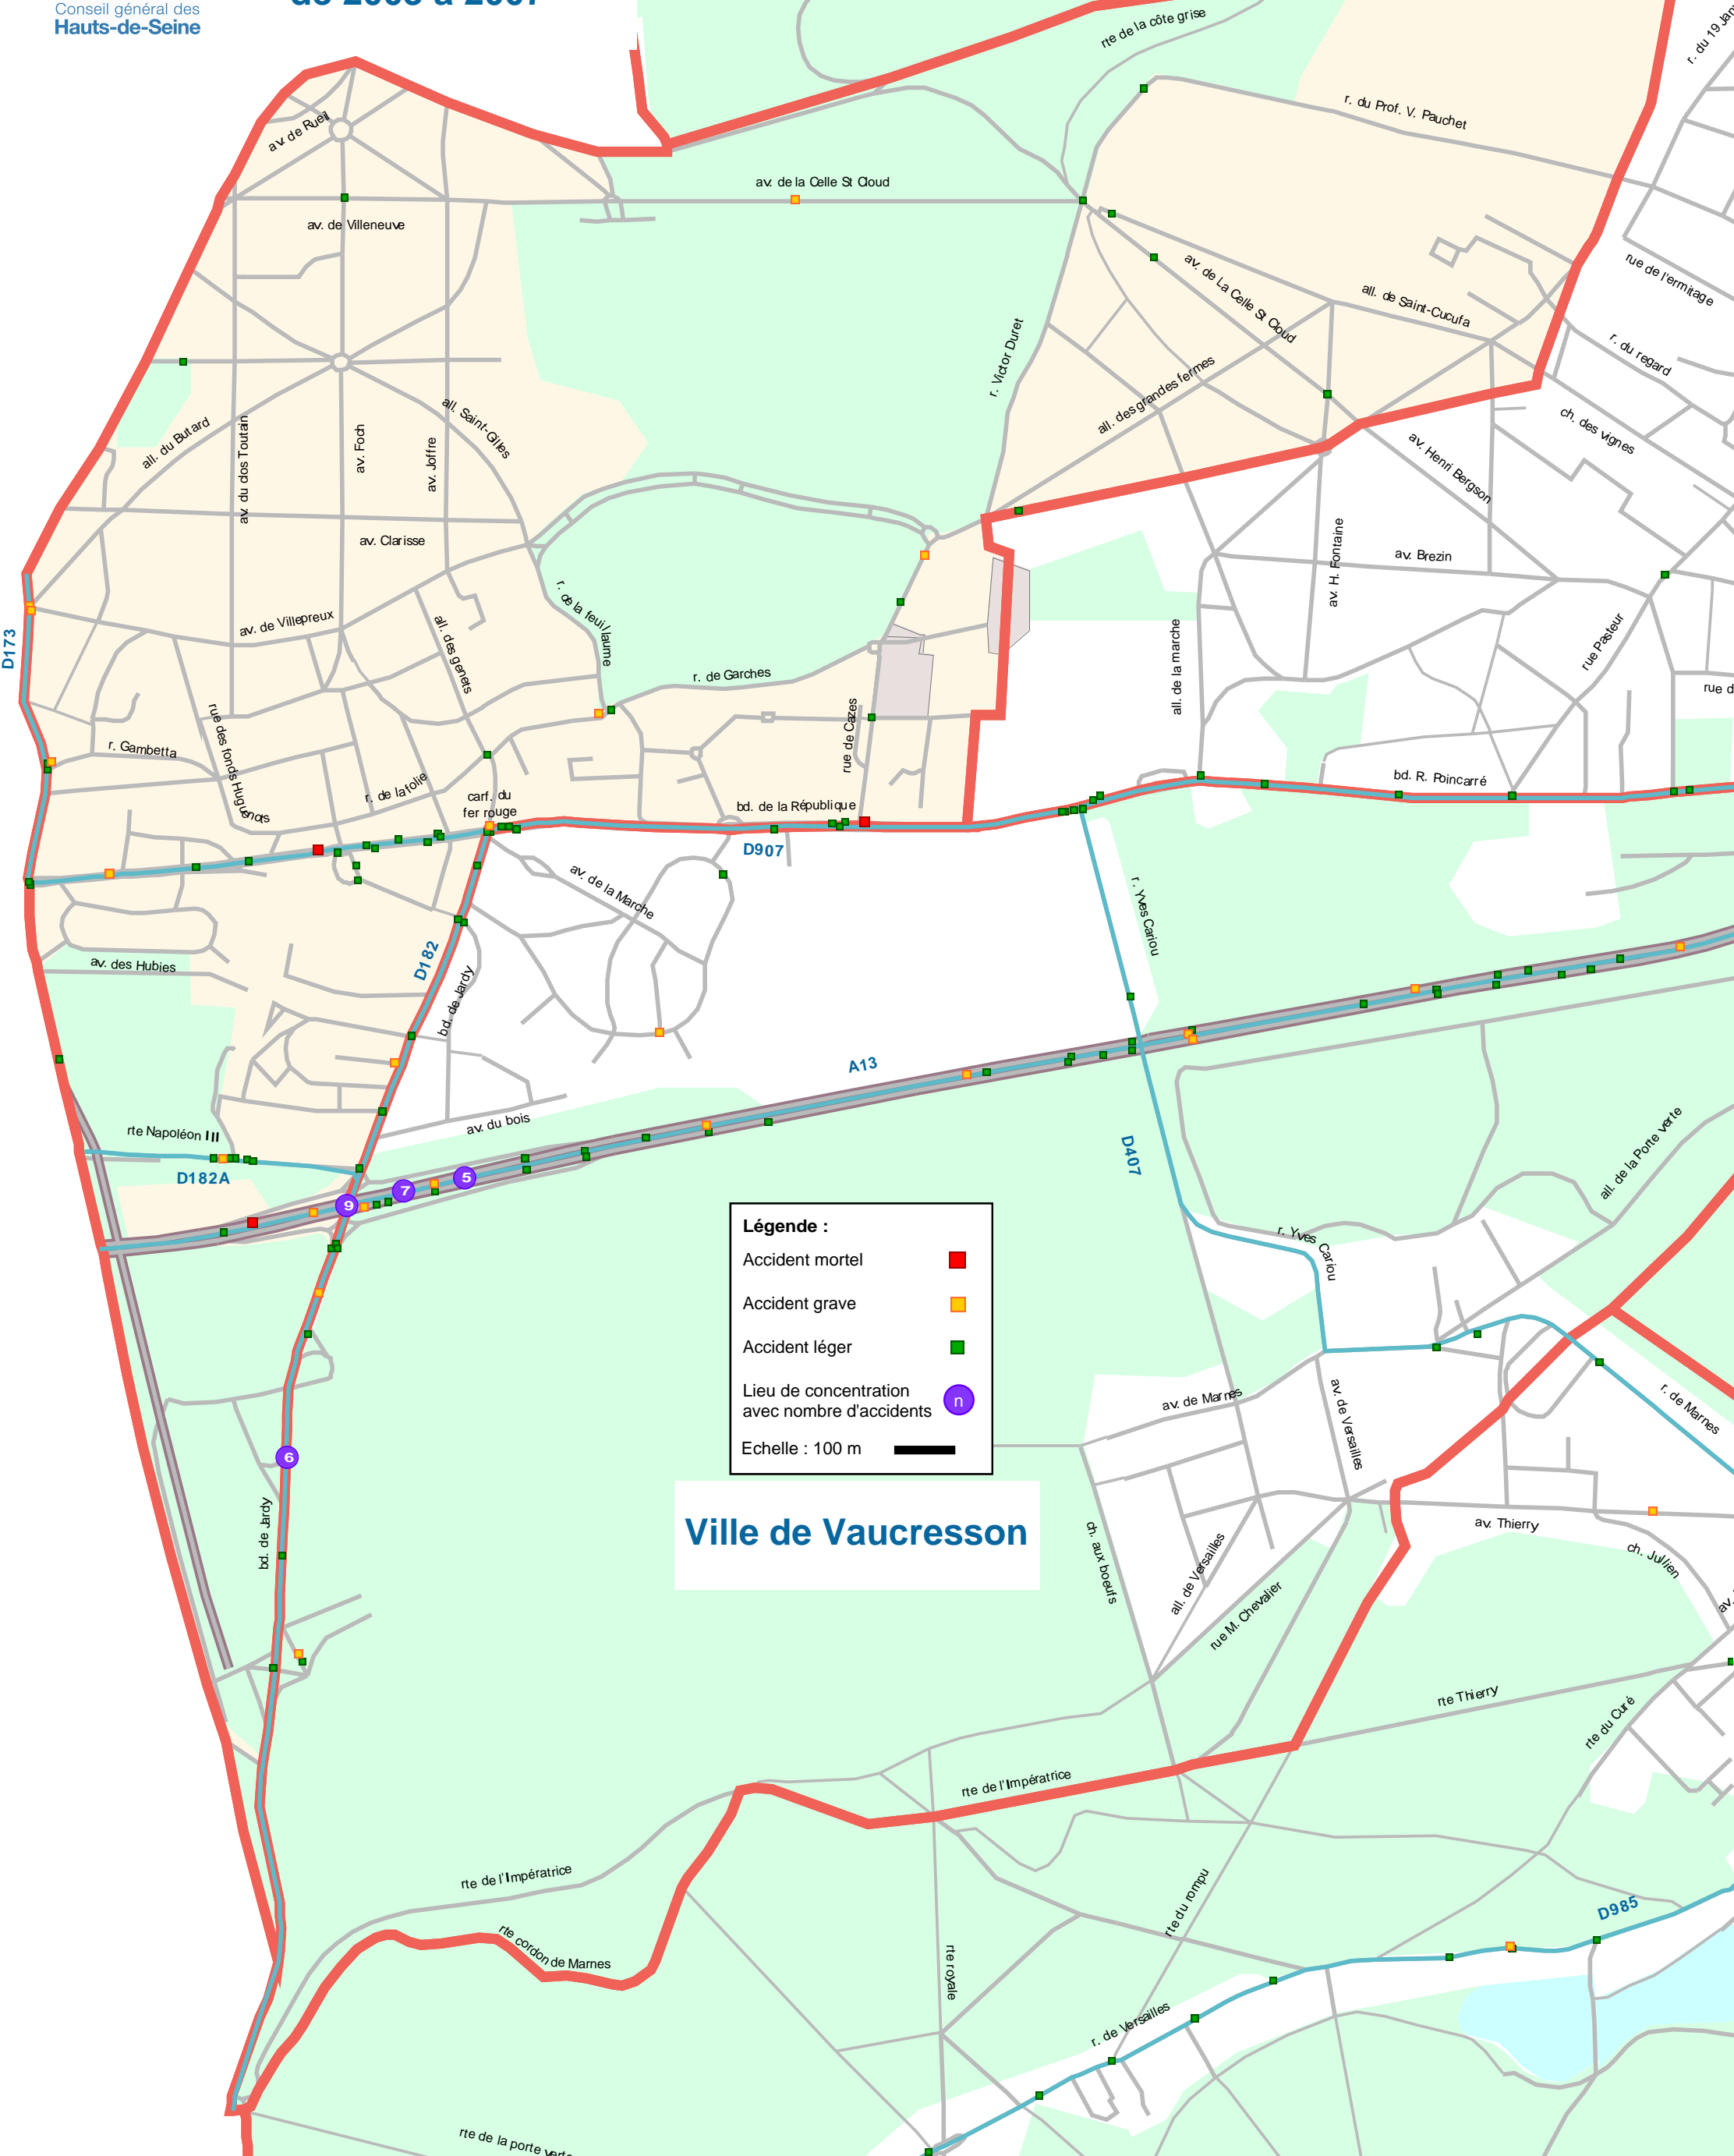 Conseil général des
Hauts-de-Seine
rte de la côte grise
r. du Prof. V. Pauchet
av. de Rueil
av. de la Celle St Cloud
av. de Villeneuve
av. de La Celle St Cloud
all. de Saint-Cucufa
rue de l'ermitage
r. du regard
r. Victor Duret
all. des grandes fermes
ch. des vignes
all. du Butard
av. du dos Toutain
av. Foch
av. Joffre
all. Saint-Gilles
av. Henri Bergson
av. Clarisse
av. H. Fontaine
av. Brezin
D173
av. de Villepreux
all. des genets
r. de la feuillaume
all. de la marche
rue Pasteur
r. de Garches
rue d
rue des fonds Huguenots
rue de Cazes
r. Gambetta
r. de la folie
carf. du
fer rouge
bd. de la République
bd. R. Poincarré
D907
av. de la Marche
r. Yves Cariou
av. des Hubies
D182
bd. de Jardy
A13
av. du bois
rte Napoléon III
D182A
D407
all. de la Porte verte
5
7
9
Légende :
Accident mortel
Accident grave
Accident léger
Lieu de concentration
avec nombre d'accidents
n
Echelle : 100 m
r. Yves Cariou
av. de Marnes
av. de Versailles
r. de Marnes
6
bd. de Jardy
Ville de Vaucresson
ch. aux boeufs
all. de Versailles
rue M. Chevalier
av. Thierry
ch. Jullien
av.
rte Thierry
rte du Curé
rte de l'Impératrice
rte de l'Impératrice
rte cordon de Marnes
rte du rompu
rte royale
D985
r. de Versailles
rte de la porte verte